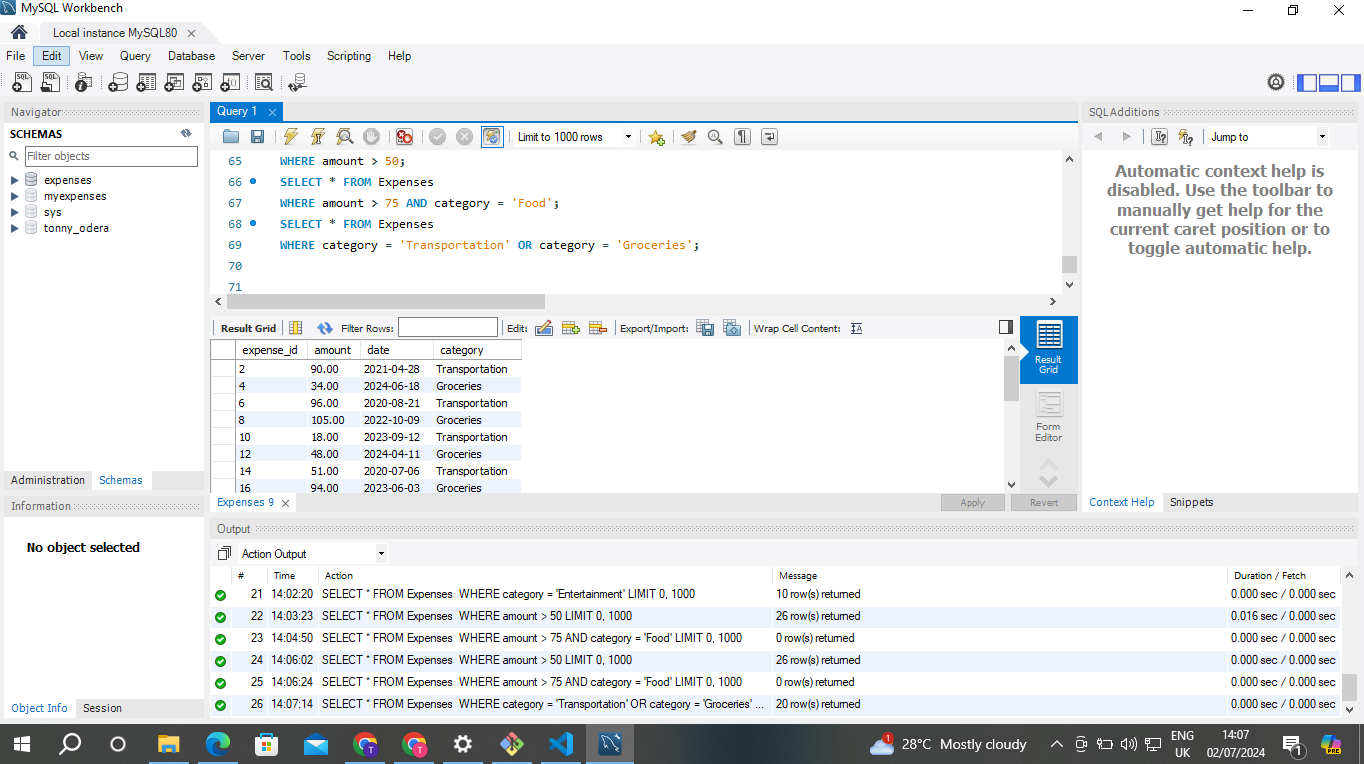 MySQL Workbench
Local instance MySQL80
File Edit View Query Database Server Tools Scripting Help
Navigator
SCHEMAS
Filter objects
expenses
myexpenses
sys
tonny_odera
Administration Schemas
Information
No object selected
Object Info Session
Query 1
Limit to 1000 rows
65 WHERE amount > 50;
66 SELECT * FROM Expenses
67 WHERE amount > 75 AND category = 'Food';
68 SELECT * FROM Expenses
69 WHERE category = 'Transportation' OR category = 'Groceries';
70
71
Result Grid Filter Rows: Edit: Export/Import: Wrap Cell Content:
expense_id amount date category
2 90.00 2021-04-28 Transportation
4 34.00 2024-06-18 Groceries
6 96.00 2020-08-21 Transportation
8 105.00 2022-10-09 Groceries
10 18.00 2023-09-12 Transportation
12 48.00 2024-04-11 Groceries
14 51.00 2020-07-06 Transportation
16 94.00 2023-06-03 Groceries
Result
Grid
Form
Editor
Expenses 9
Apply Revert
SQLAdditions
Jump to
Automatic context help is
disabled. Use the toolbar to
manually get help for the
current caret position or to
toggle automatic help.
Context Help Snippets
Output
Action Output
# Time Action Message Duration / Fetch
21 14:02:20 SELECT * FROM Expenses WHERE category = 'Entertainment' LIMIT 0, 1000 10 row(s) returned 0.000 sec / 0.000 sec
22 14:03:23 SELECT * FROM Expenses WHERE amount > 50 LIMIT 0, 1000 26 row(s) returned 0.016 sec / 0.000 sec
23 14:04:50 SELECT * FROM Expenses WHERE amount > 75 AND category = 'Food' LIMIT 0, 1000 0 row(s) returned 0.000 sec / 0.000 sec
24 14:06:02 SELECT * FROM Expenses WHERE amount > 50 LIMIT 0, 1000 26 row(s) returned 0.000 sec / 0.000 sec
25 14:06:24 SELECT * FROM Expenses WHERE amount > 75 AND category = 'Food' LIMIT 0, 1000 0 row(s) returned 0.000 sec / 0.000 sec
26 14:07:14 SELECT * FROM Expenses WHERE category = 'Transportation' OR category = 'Groceries' ... 20 row(s) returned 0.000 sec / 0.000 sec
1 28°C Mostly cloudy
ENG
UK
14:07
02/07/2024
1
PRE